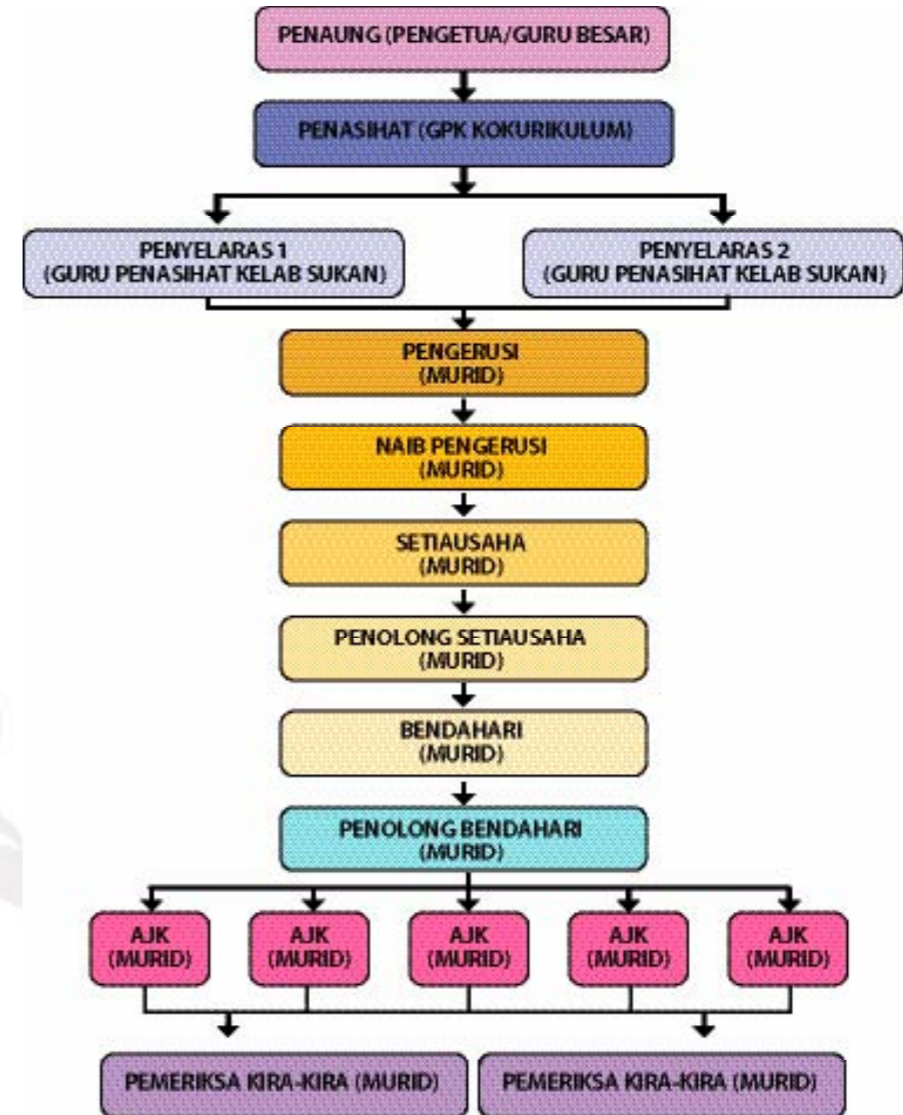 PENAUNG (PENGETUA/GURU BESAR)
PENASIHAT (GPK KOKURIKULUM)
PENYELARAS 1
(GURU PENASIHAT KELAB SUKAN)
PENYELARAS 2
(GURU PENASIHAT KELAB SUKAN)
PENGERUSI
(MURID)
NAIB PENGERUSI
(MURID)
SETIAUSAHA
(MURID)
PENOLONG SETIAUSAHA
(MURID)
BENDAHARI
(MURID)
PENOLONG BENDAHARI
(MURID)
AJK
(MURID)
AJK
(MURID)
AJK
(MURID)
AJK
(MURID)
AJK
(MURID)
PEMERIKSA KIRA-KIRA (MURID)
PEMERIKSA KIRA-KIRA (MURID)